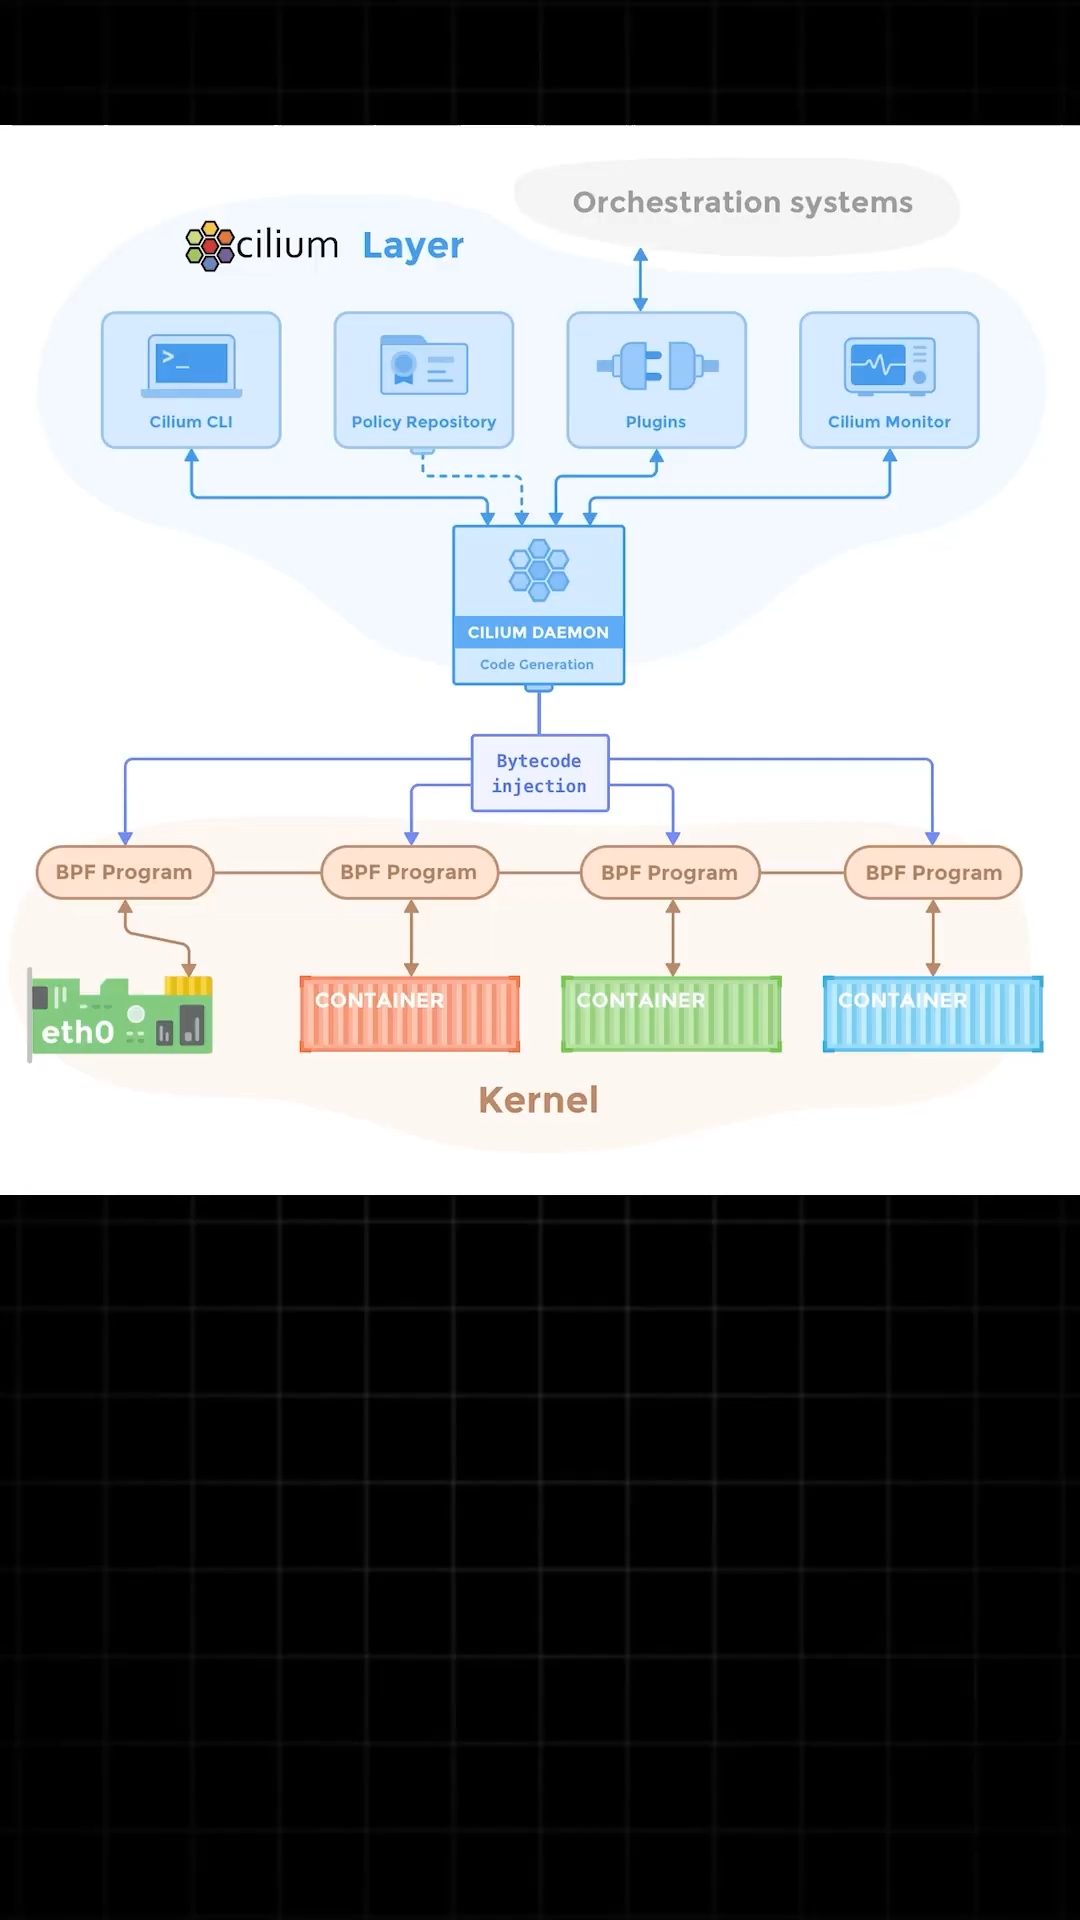 Orchestration systems
cilium Layer
>_
Cilium CLI
Policy Repository
Plugins
Cilium Monitor
CILIUM DAEMON
Code Generation
Bytecode
injection
BPF Program
BPF Program
BPF Program
BPF Program
eth0
CONTAINER
CONTAINER
CONTAINER
Kernel